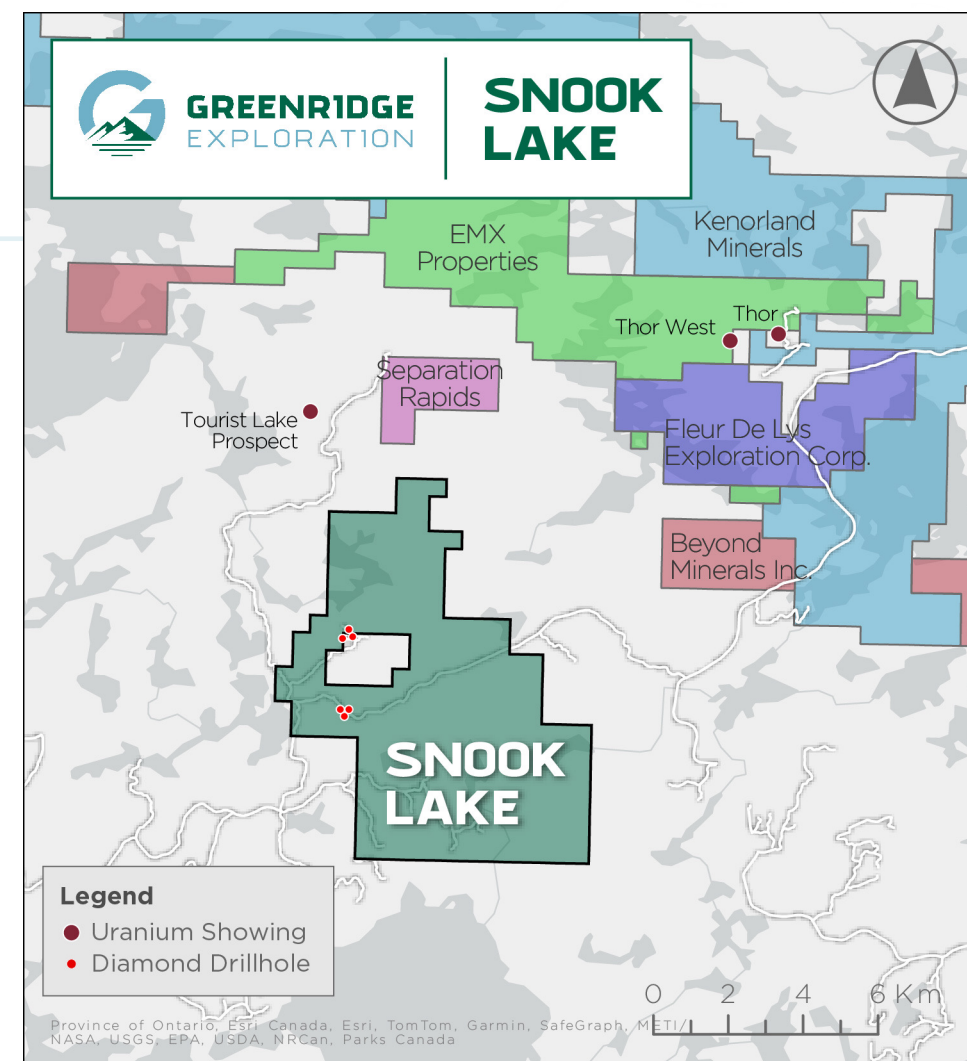 GREENR1DGE
EXPLORATION
SNOOK
LAKE
EMX
Properties
Kenorland
Minerals
Thor West
Thor
Separation
Rapids
Tourist Lake
Prospect
Fleur De Lys
Exploration Corp.
Beyond
Minerals Inc.
SNOOK
LAKE
Legend
Uranium Showing
Diamond Drillhole
0 2 4 6 Km
Province of Ontario, Esri Canada, Esri, TomTom, Garmin, SafeGraph, METI/
NASA, USGS, EPA, USDA, NRCan, Parks Canada